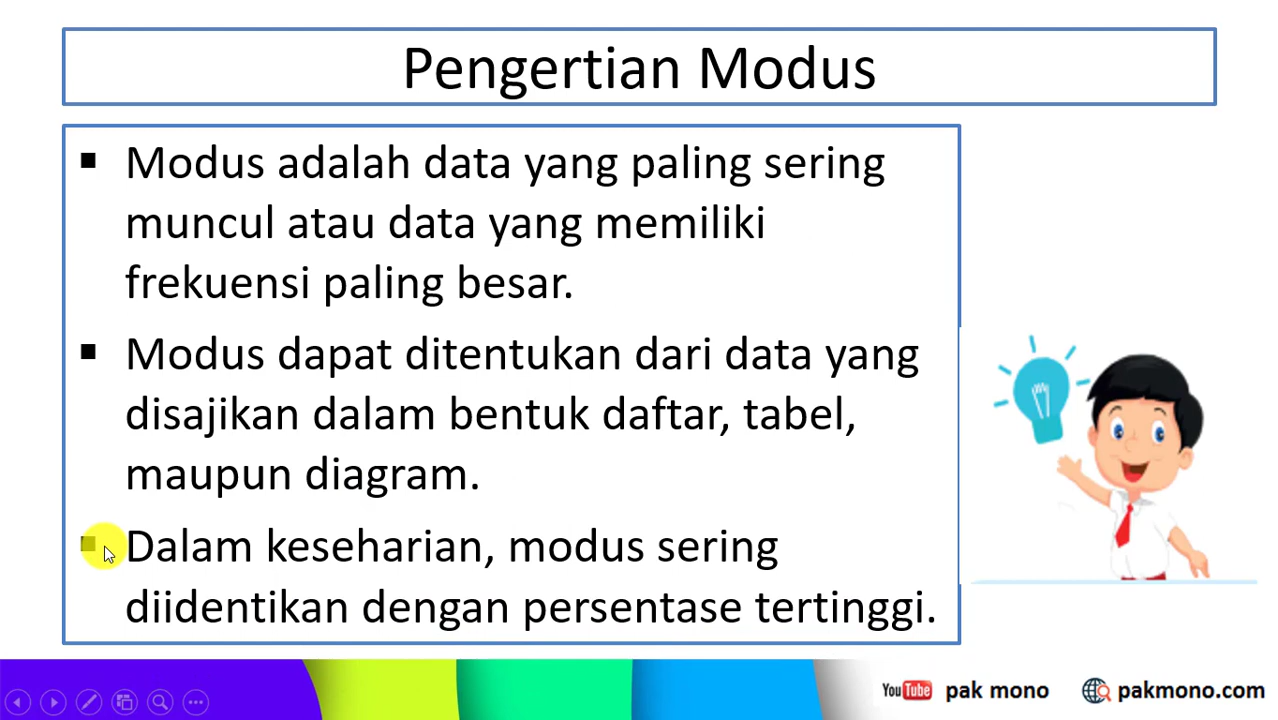 Pengertian Modus
▪ Modus adalah data yang paling sering
muncul atau data yang memiliki
frekuensi paling besar.
▪ Modus dapat ditentukan dari data yang
disajikan dalam bentuk daftar, tabel,
maupun diagram.
▪ Dalam keseharian, modus sering
diidentikan dengan persentase tertinggi.
YouTube pak mono pakmono.com